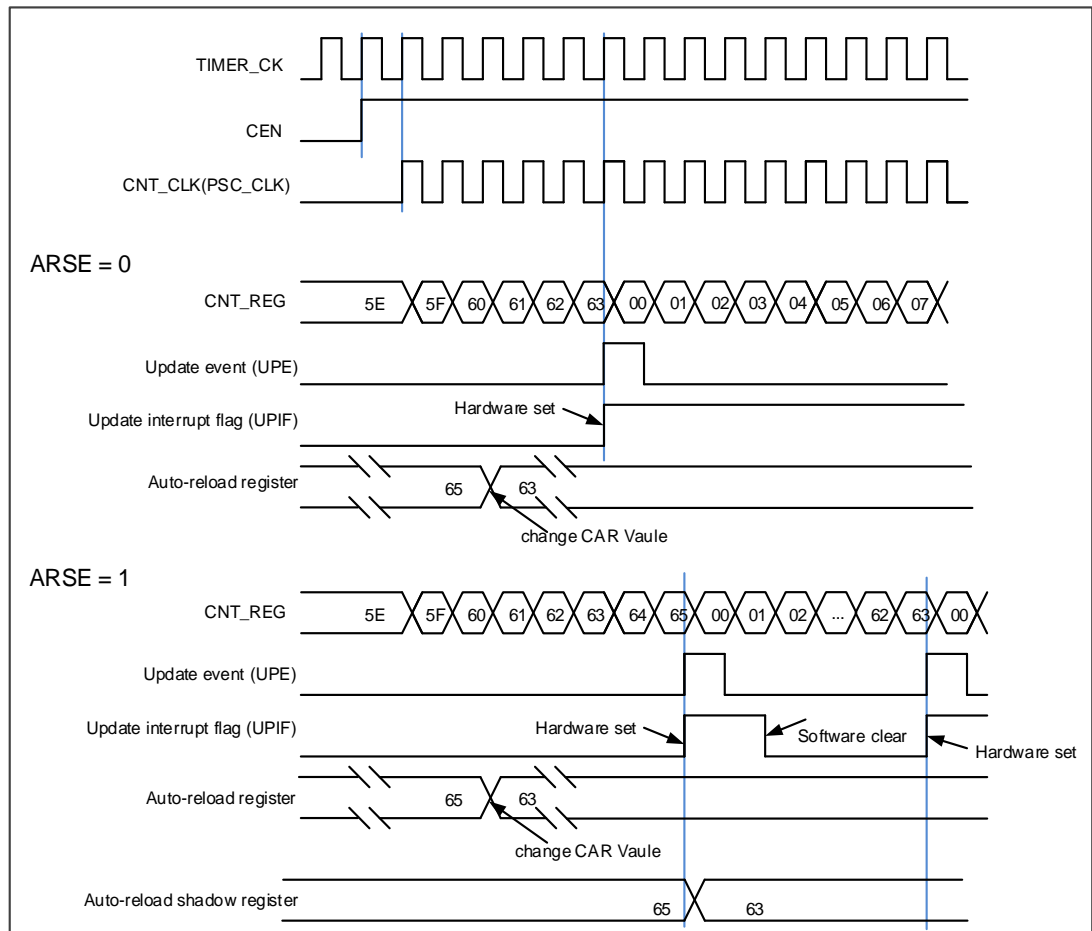 TIMER_CK
CEN
CNT_CLK(PSC_CLK)
ARSE = 0
CNT_REG 5E 5F 60 61 62 63 00 01 02 03 04 05 06 07
Update event (UPE)
Hardware set
Update interrupt flag (UPIF)
Auto-reload register 65 63
change CAR Vaule
ARSE = 1
CNT_REG 5E 5F 60 61 62 63 64 65 00 01 02 ... 62 63 00
Update event (UPE)
Update interrupt flag (UPIF) Hardware set Software clear Hardware set
Auto-reload register 65 63
change CAR Vaule
Auto-reload shadow register 65 63